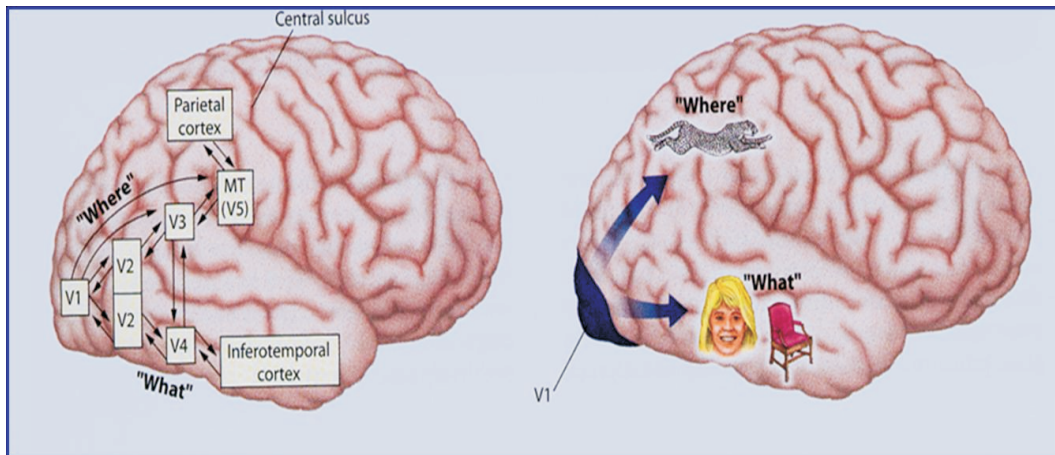 Central sulcus
Parietal
cortex
"Where"
MT
(V5)
V3
V2
V1
V2
V4
Inferotemporal
cortex
"What"
"Where"
"What"
V1